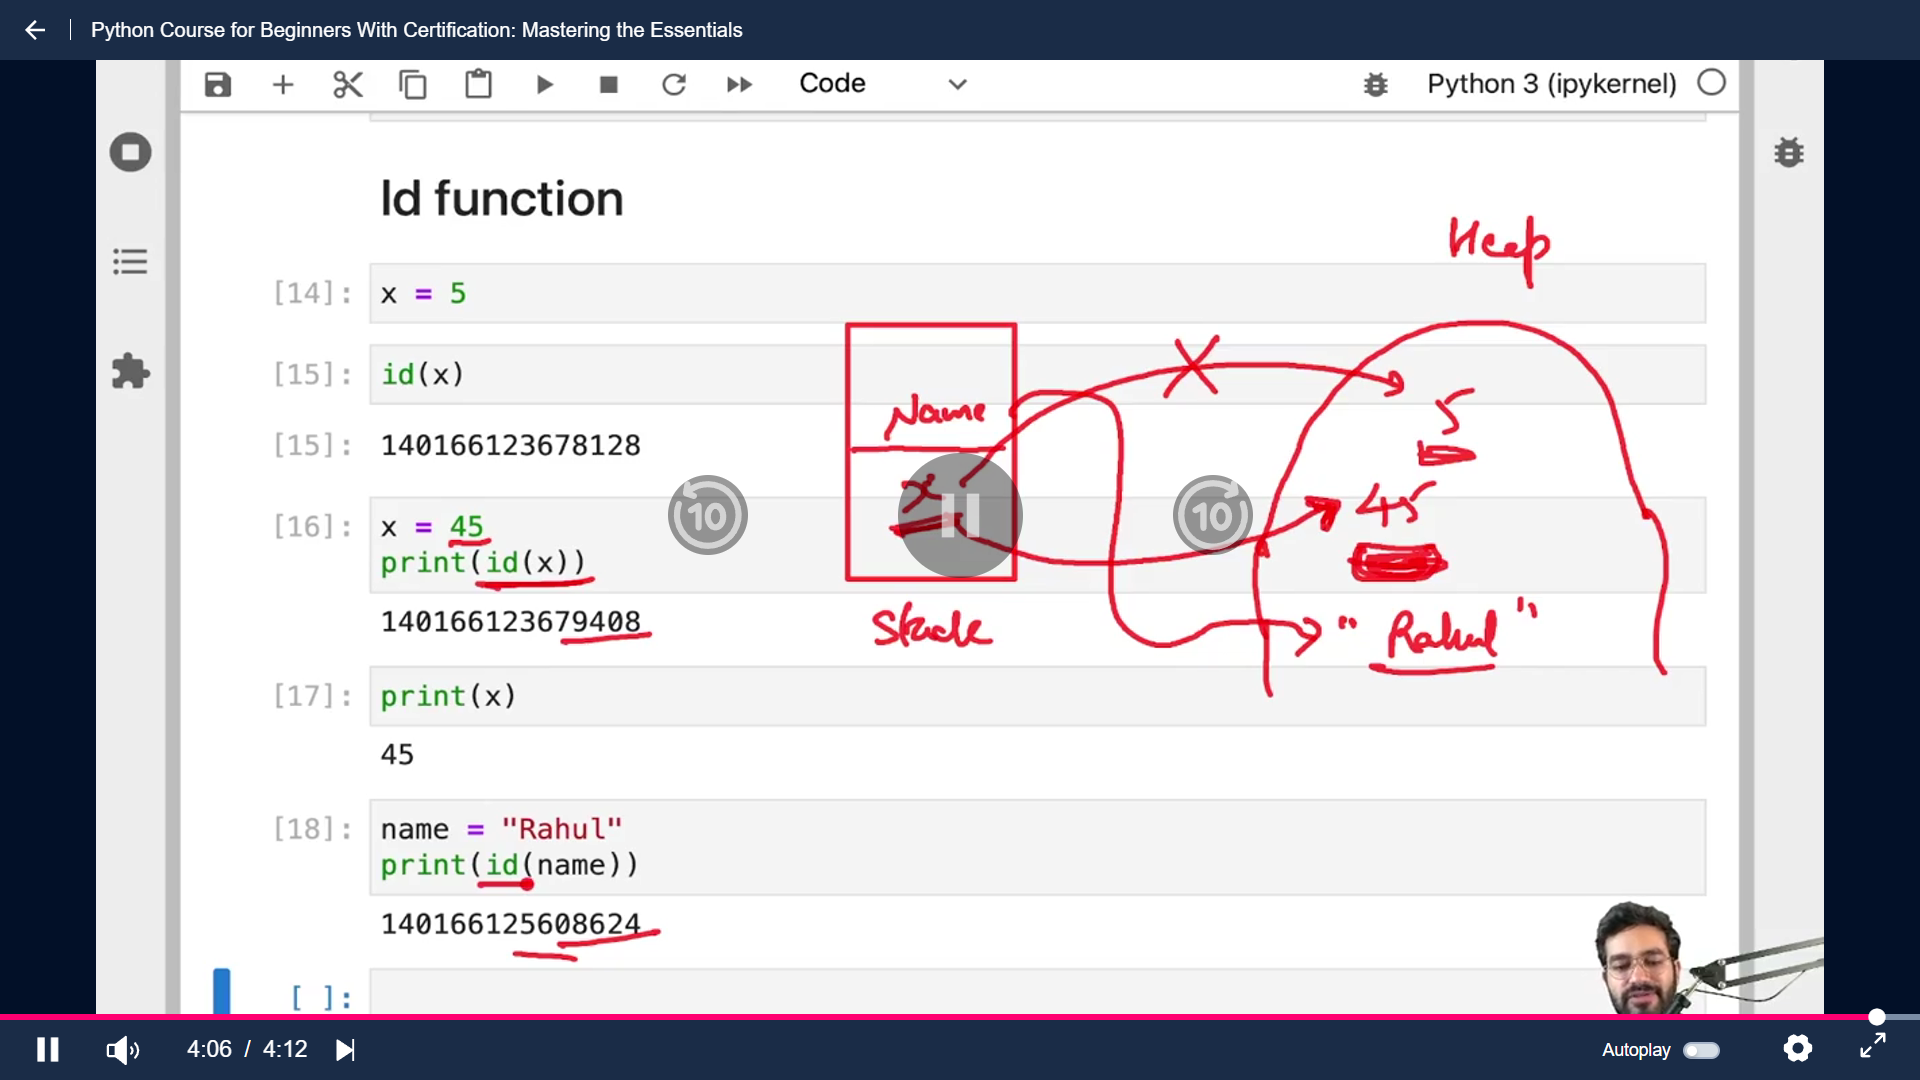 Python Course for Beginners With Certification: Mastering the Essentials
Code
Python 3 (ipykernel)
Id function
Heap
[14]: x = 5
[15]: id(x)
[15]: 140166123678128
Name
5
x
10
10
45
[16]: x = 45
print(id(x))
140166123679408
Stack
"Rahul"
[17]: print(x)
45
[18]: name = "Rahul"
print(id(name))
140166125608624
[ ]:
4:06 / 4:12
Autoplay